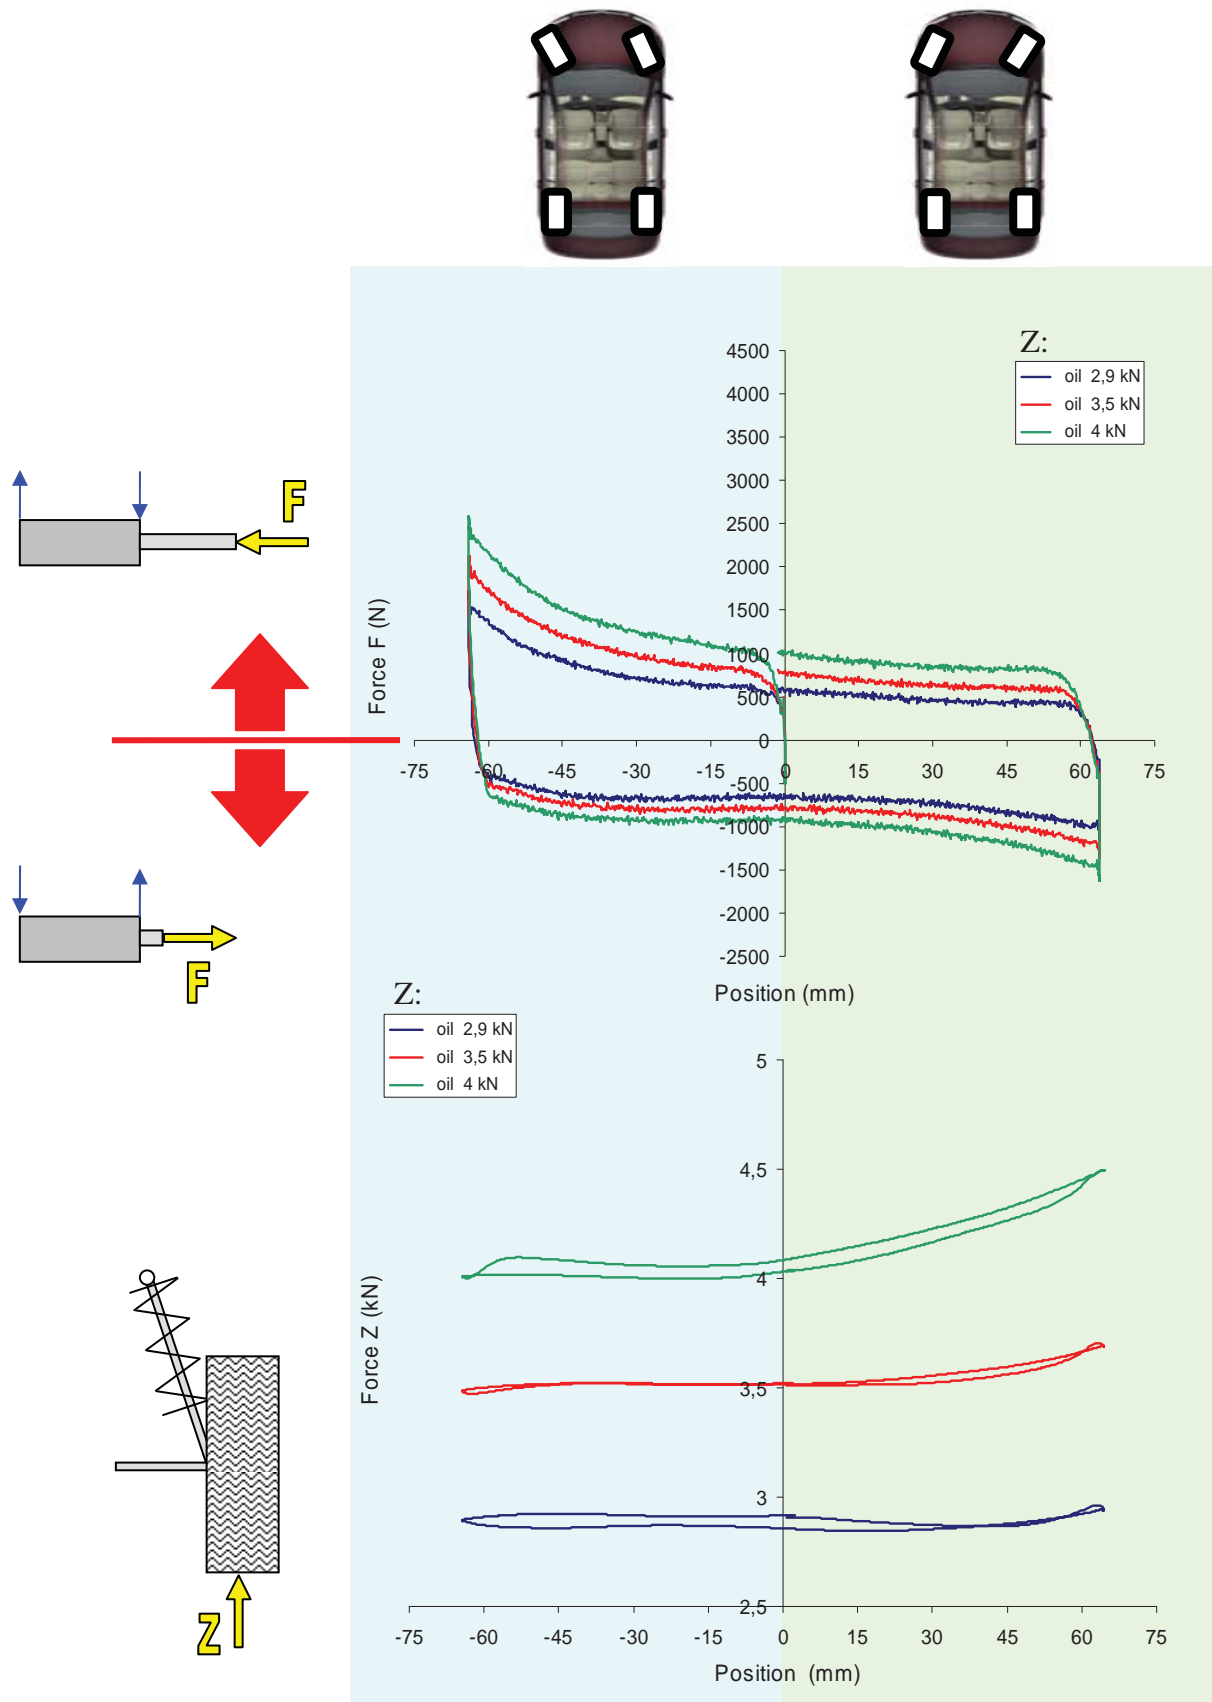 Z:
oil 2,9 kN
oil 3,5 kN
oil 4 kN
4500
4000
3500
3000
2500
2000
1500
1000
500
0
-500
-1000
-1500
-2000
-2500
Force F (N)
-75 -60 -45 -30 -15 0 15 30 45 60 75
Position (mm)
F
F
Z:
oil 2,9 kN
oil 3,5 kN
oil 4 kN
5
4,5
4
3,5
3
2,5
Force Z (kN)
-75 -60 -45 -30 -15 0 15 30 45 60 75
Position (mm)
Z